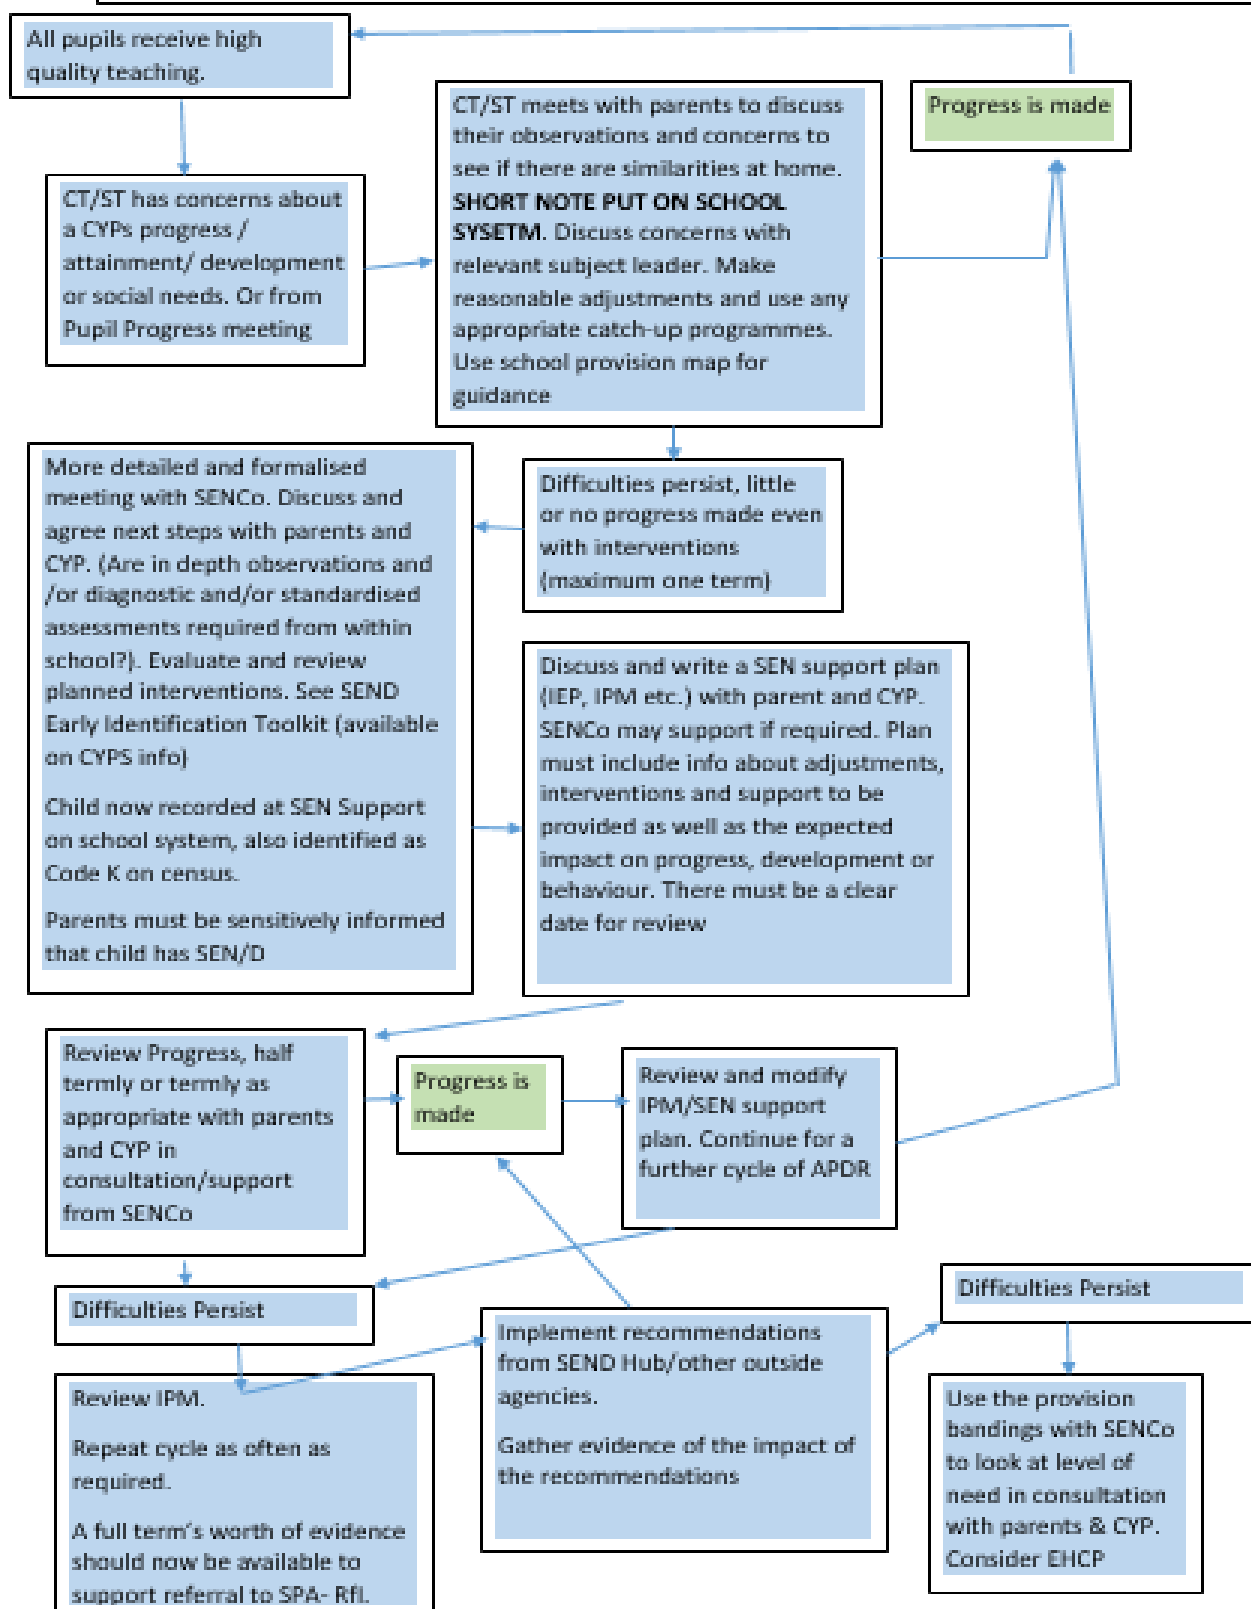 All pupils receive high
quality teaching.
Progress is made
CT/ST meets with parents to discuss
their observations and concerns to
see if there are similarities at home.
SHORT NOTE PUT ON SCHOOL
SYSETM. Discuss concerns with
relevant subject leader. Make
reasonable adjustments and use any
appropriate catch-up programmes.
Use school provision map for
guidance
CT/ST has concerns about
a CYPs progress /
attainment/ development
or social needs. Or from
Pupil Progress meeting
More detailed and formalised
meeting with SENCo. Discuss and
agree next steps with parents and
CYP. (Are in depth observations and
/or diagnostic and/or standardised
assessments required from within
school?). Evaluate and review
planned interventions. See SEND
Early Identification Toolkit (available
on CYPS info)
Child now recorded at SEN Support
on school system, also identified as
Code K on census.
Parents must be sensitively informed
that child has SEN/D
Difficulties persist, little
or no progress made even
with interventions
(maximum one term)
Discuss and write a SEN support plan
(IEP, IPM etc.) with parent and CYP.
SENCo may support if required. Plan
must include info about adjustments,
interventions and support to be
provided as well as the expected
impact on progress, development or
behaviour. There must be a clear
date for review
Review Progress, half
termly or termly as
appropriate with parents
and CYP in
consultation/support
from SENCo
Progress is
made
Review and modify
IPM/SEN support
plan. Continue for a
further cycle of APDR
Difficulties Persist
Implement recommendations
from SEND Hub/other outside
agencies.
Gather evidence of the impact of
the recommendations
Difficulties Persist
Review IPM.
Repeat cycle as often as
required.
A full term's worth of evidence
should now be available to
support referral to SPA- RfI.
Use the provision
bandings with SENCo
to look at level of
need in consultation
with parents & CYP.
Consider EHCP